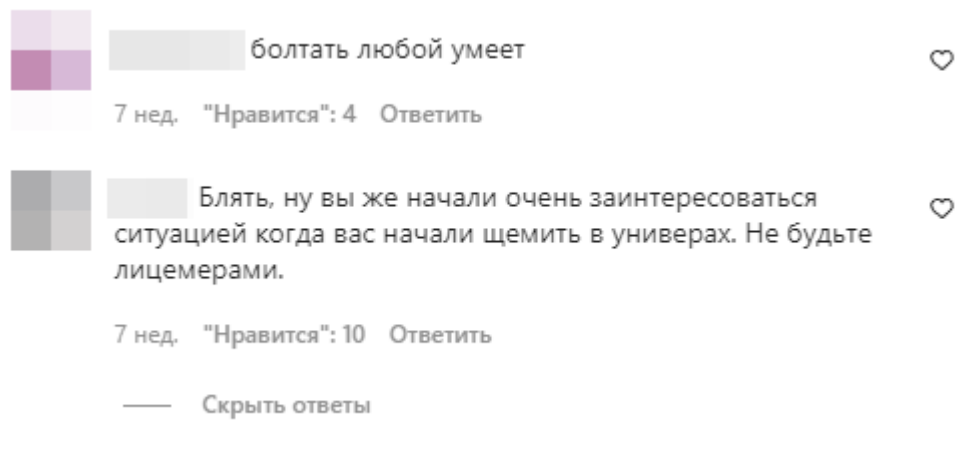 болтать любой умеет
7 нед. "Нравится": 4 Ответить
Блять, ну вы же начали очень заинтересоваться
ситуацией когда вас начали щемить в универах. Не будьте
лицемерами.
7 нед. "Нравится": 10 Ответить
Скрыть ответы